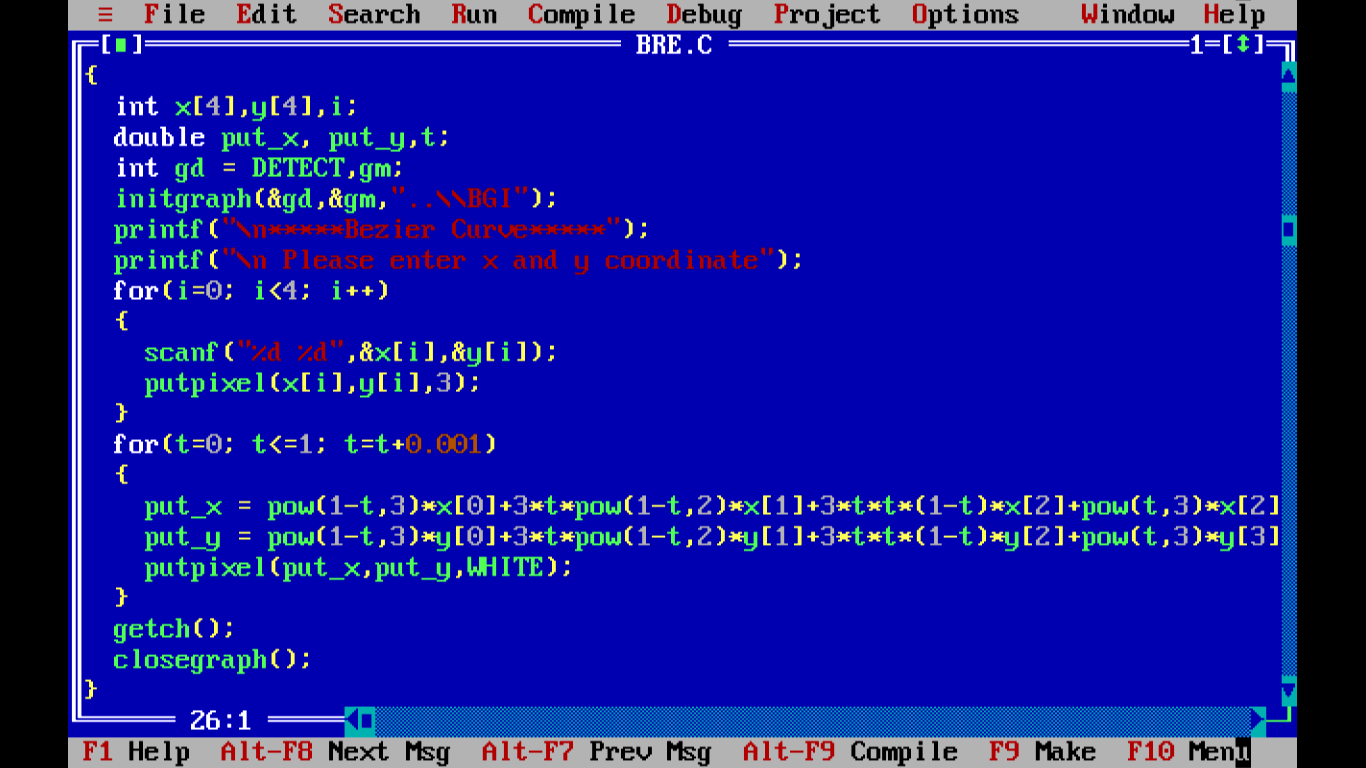 ≡ File Edit Search Run Compile Debug Project Options Window Help
[■] BRE.C 1=[↕]
{
int x[4],y[4],i;
double put_x, put_y,t;
int gd = DETECT,gm;
initgraph(&gd,&gm,"..\\BGI");
printf("\n*****Bezier Curve*****");
printf("\n Please enter x and y coordinate");
for(i=0; i<4; i++)
{
scanf("%d %d",&x[i],&y[i]);
putpixel(x[i],y[i],3);
}
for(t=0; t<=1; t=t+0.001)
{
put_x = pow(1-t,3)*x[0]+3*t*pow(1-t,2)*x[1]+3*t*t*(1-t)*x[2]+pow(t,3)*x[2]
put_y = pow(1-t,3)*y[0]+3*t*pow(1-t,2)*y[1]+3*t*t*(1-t)*y[2]+pow(t,3)*y[3]
putpixel(put_x,put_y,WHITE);
}
getch();
closegraph();
}
26:1
F1 Help Alt-F8 Next Msg Alt-F7 Prev Msg Alt-F9 Compile F9 Make F10 Menu